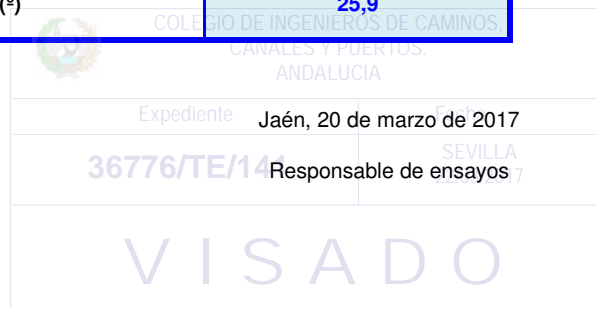 (º) 25,9
COLEGIO DE INGENIEROS DE CAMINOS,
CANALES Y PUERTOS.
ANDALUCIA
Expediente Fecha
Jaén, 20 de marzo de 2017
SEVILLA
36776/TE/144
Responsable de ensayos
VISADO